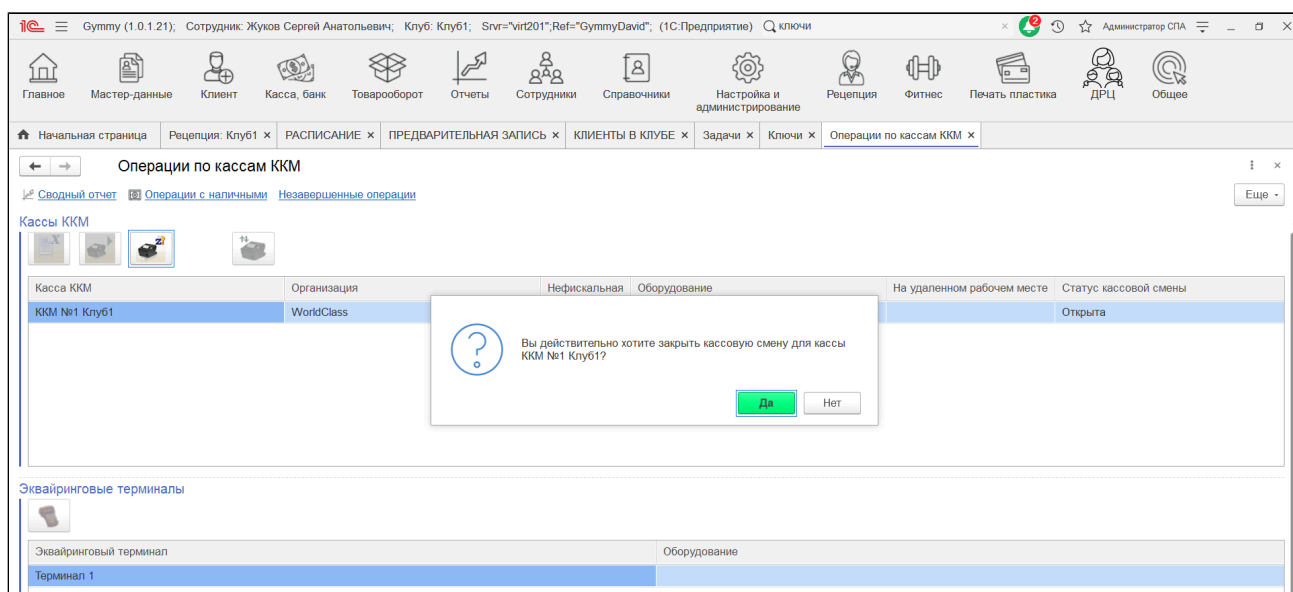 1С Gymmy (1.0.1.21); Сотрудник: Жуков Сергей Анатольевич; Клуб: Клуб1; Srvr="virt201";Ref="GymmyDavid"; (1С:Предприятие) ключи × 2 Администратор СПА
Главное Мастер-данные Клиент Касса, банк Товарооборот Отчеты Сотрудники Справочники Настройка и администрирование Рецепция Фитнес Печать пластика ДРЦ Общее
Начальная страница Рецепция: Клуб1 × РАСПИСАНИЕ × ПРЕДВАРИТЕЛЬНАЯ ЗАПИСЬ × КЛИЕНТЫ В КЛУБЕ × Задачи × Ключи × Операции по кассам ККМ ×
Операции по кассам ККМ
Сводный отчет Операции с наличными Незавершенные операции Еще
Кассы ККМ
Касса ККМ Организация Нефискальная Оборудование На удаленном рабочем месте Статус кассовой смены
ККМ №1 Клуб1 WorldClass Открыта
Вы действительно хотите закрыть кассовую смену для кассы
ККМ №1 Клуб1?
Да Нет
Эквайринговые терминалы
Эквайринговый терминал Оборудование
Терминал 1